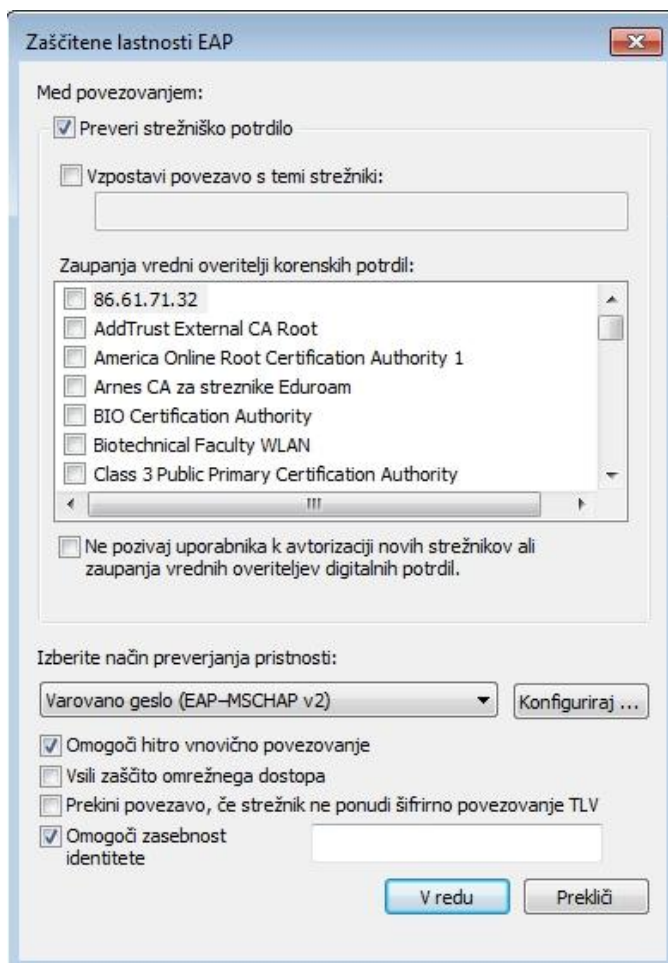 Zaščitene lastnosti EAP
Med povezovanjem:
Preveri strežniško potrdilo
Vzpostavi povezavo s temi strežniki:
Zaupanja vredni overitelji korenskih potrdil:
86.61.71.32
AddTrust External CA Root
America Online Root Certification Authority 1
Arnes CA za streznike Eduroam
BIO Certification Authority
Biotechnical Faculty WLAN
Class 3 Public Primary Certification Authority
Ne pozivaj uporabnika k avtorizaciji novih strežnikov ali
zaupanja vrednih overiteljev digitalnih potrdil.
Izberite način preverjanja pristnosti:
Varovano geslo (EAP–MSCHAP v2)
Konfiguriraj ...
Omogoči hitro vnovično povezovanje
Vsili zaščito omrežnega dostopa
Prekini povezavo, če strežnik ne ponudi šifrirno povezovanje TLV
Omogoči zasebnost
identitete
V redu
Prekliči